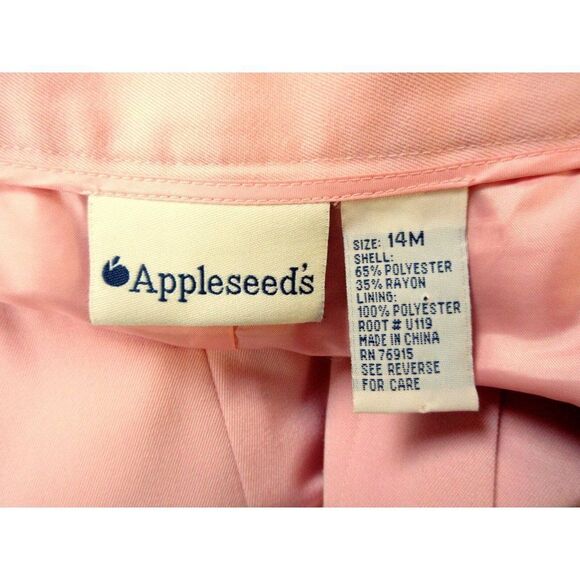 Appleseed's
SIZE: 14M
SHELL:
65% POLYESTER
35% RAYON
LINING:
100% POLYESTER
ROOT # U119
MADE IN CHINA
RN 76915
SEE REVERSE
FOR CARE